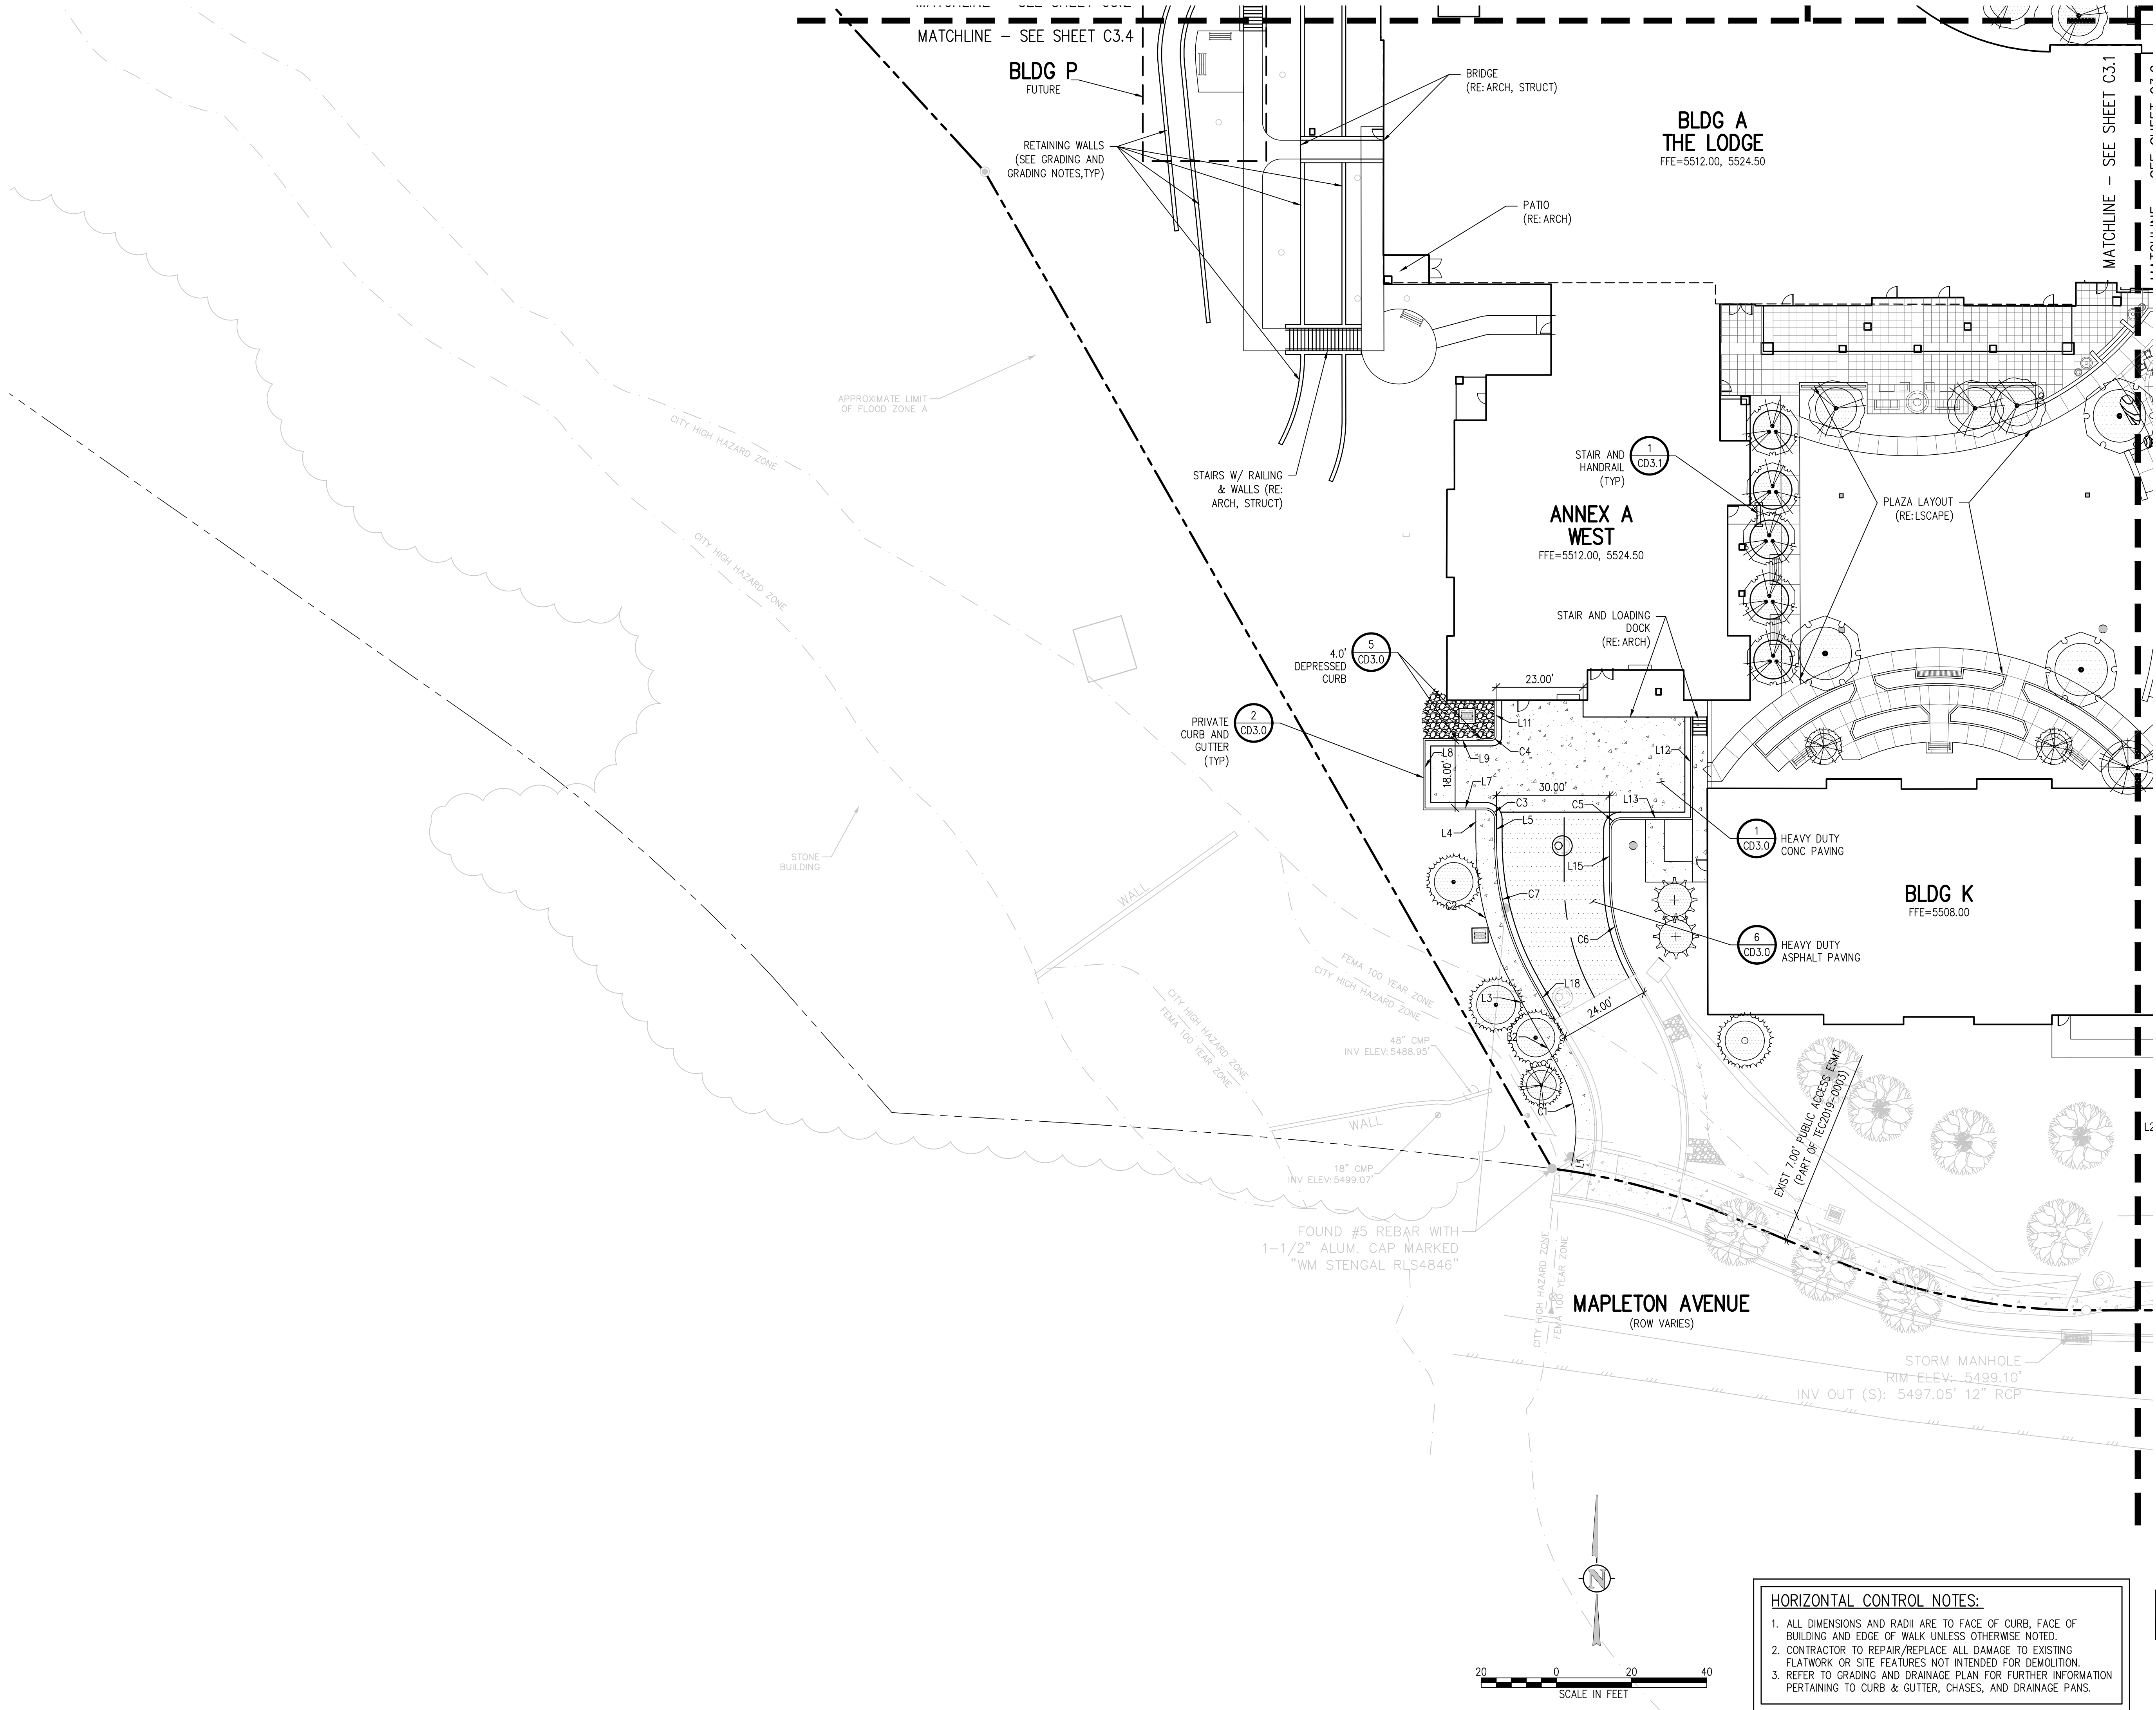 MATCHLINE – SEE SHEET C3.4
BLDG P
FUTURE
RETAINING WALLS
(SEE GRADING AND
GRADING NOTES,TYP)
BRIDGE
(RE: ARCH, STRUCT)
PATIO
(RE: ARCH)
BLDG A
THE LODGE
FFE=5512.00, 5524.50
MATCHLINE – SEE SHEET C3.1
APPROXIMATE LIMIT
OF FLOOD ZONE A
CITY HIGH HAZARD ZONE
CITY HIGH HAZARD ZONE
STAIRS W/ RAILING
& WALLS (RE:
ARCH, STRUCT)
STAIR AND
HANDRAIL
(TYP)
1
CD3.1
ANNEX A
WEST
FFE=5512.00, 5524.50
PLAZA LAYOUT
(RE: LSCAPE)
STAIR AND LOADING
DOCK
(RE: ARCH)
4.0'
DEPRESSED
CURB
5
CD3.0
PRIVATE
CURB AND
GUTTER
(TYP)
2
CD3.0
23.00'
L11
C4
L9
L8
18.00'
L7
L12
30.00'
C3
C5
L13
L5
L4
L15
C7
C2
C6
L18
L3
24.00'
B2
C1
L1
1
CD3.0
HEAVY DUTY
CONC PAVING
6
CD3.0
HEAVY DUTY
ASPHALT PAVING
BLDG K
FFE=5508.00
STONE
BUILDING
WALL
FEMA 100 YEAR ZONE
CITY HIGH HAZARD ZONE
CITY HIGH HAZARD ZONE
FEMA 100 YEAR ZONE
48" CMP
INV ELEV: 5488.95'
WALL
18" CMP
INV ELEV: 5499.07'
EXIST 7.00' PUBLIC ACCESS ESMT
(PART OF TEC2019-0003)
FOUND #5 REBAR WITH
1-1/2" ALUM. CAP MARKED
"WM STENGAL RLS4846"
CITY HIGH HAZARD ZONE
FEMA 100 YEAR ZONE
MAPLETON AVENUE
(ROW VARIES)
STORM MANHOLE
RIM ELEV: 5499.10'
INV OUT (S): 5497.05' 12" RCP
N
20 0 20 40
SCALE IN FEET
HORIZONTAL CONTROL NOTES:
1. ALL DIMENSIONS AND RADII ARE TO FACE OF CURB, FACE OF
BUILDING AND EDGE OF WALK UNLESS OTHERWISE NOTED.
2. CONTRACTOR TO REPAIR/REPLACE ALL DAMAGE TO EXISTING
FLATWORK OR SITE FEATURES NOT INTENDED FOR DEMOLITION.
3. REFER TO GRADING AND DRAINAGE PLAN FOR FURTHER INFORMATION
PERTAINING TO CURB & GUTTER, CHASES, AND DRAINAGE PANS.